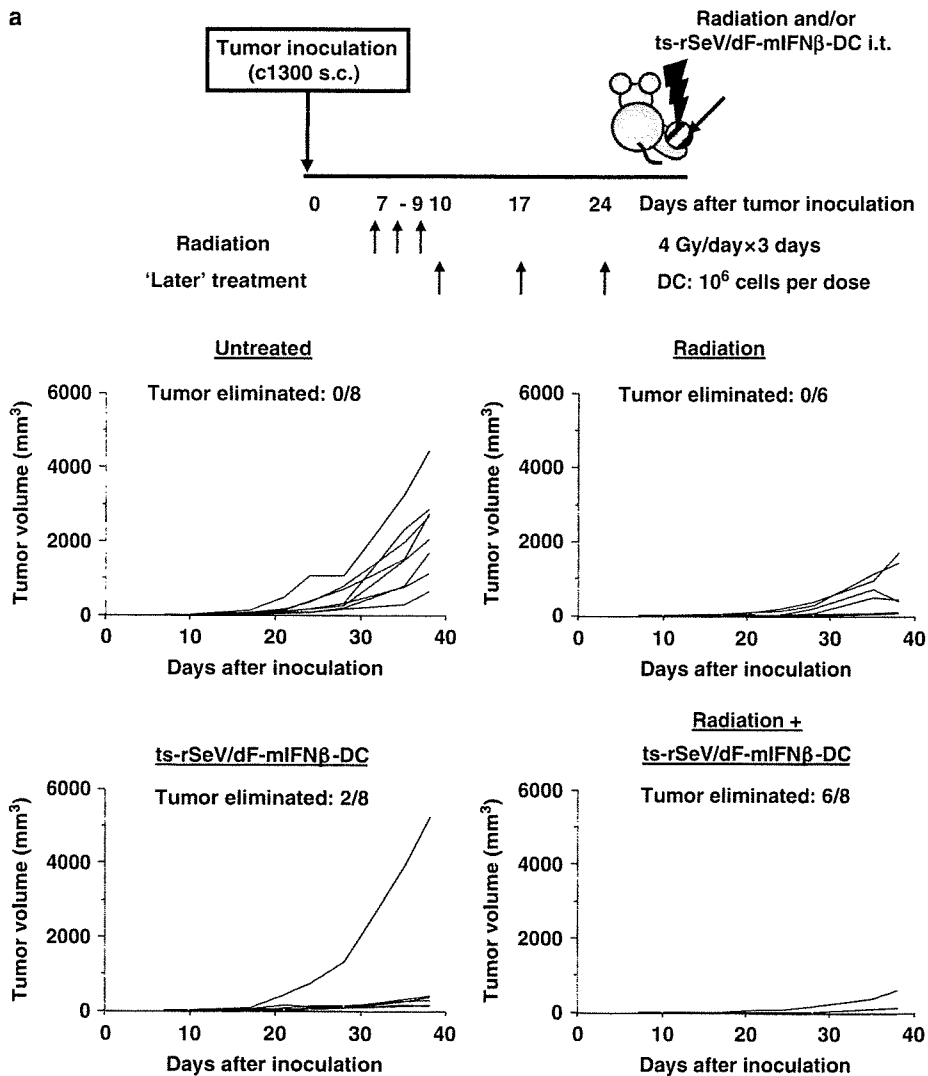 a
Radiation and/or
ts-rSeV/dF-mIFNβ-DC i.t.
Tumor inoculation
(c1300 s.c.)
0 7 - 9 10 17 24 Days after tumor inoculation
Radiation 4 Gy/day×3 days
'Later' treatment DC: 10⁶ cells per dose
Untreated
Tumor eliminated: 0/8
Tumor volume (mm³)
6000
4000
2000
0
0 10 20 30 40
Days after inoculation
Radiation
Tumor eliminated: 0/6
Tumor volume (mm³)
6000
4000
2000
0
0 10 20 30 40
Days after inoculation
ts-rSeV/dF-mIFNβ-DC
Tumor eliminated: 2/8
Tumor volume (mm³)
6000
4000
2000
0
0 10 20 30 40
Days after inoculation
Radiation +
ts-rSeV/dF-mIFNβ-DC
Tumor eliminated: 6/8
Tumor volume (mm³)
6000
4000
2000
0
0 10 20 30 40
Days after inoculation